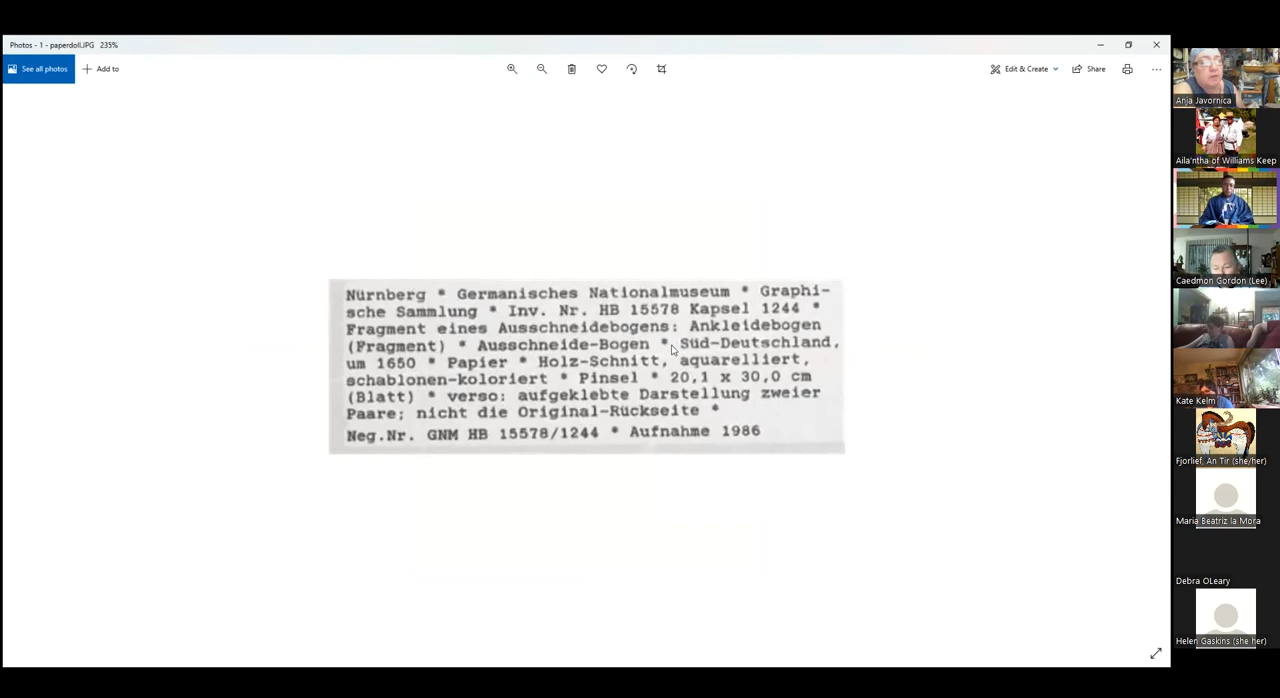 Photos - 1 - paperdoll.JPG 235%
See all photos
Add to
Edit & Create
Share
Nürnberg * Germanisches Nationalmuseum * Graphi-
sche Sammlung * Inv. Nr. HB 15578 Kapsel 1244 *
Fragment eines Ausschneidebogens: Ankleidebogen
(Fragment) * Ausschneide-Bogen * Süd-Deutschland,
um 1650 * Papier * Holz-Schnitt, aquarelliert,
schablonen-koloriert * Pinsel * 20,1 x 30,0 cm
(Blatt) * verso: aufgeklebte Darstellung zweier
Paare; nicht die Original-Rückseite *
Neg.Nr. GNM HB 15578/1244 * Aufnahme 1986
Anja Javornica
Aila'ntha of Williams Keep
Caedmon Gordon (Lee)
Kate Kelm
Fjorlief, An Tir (she/her)
Maria Beatriz la Mora
Debra OLeary
Helen Gaskins (she her)